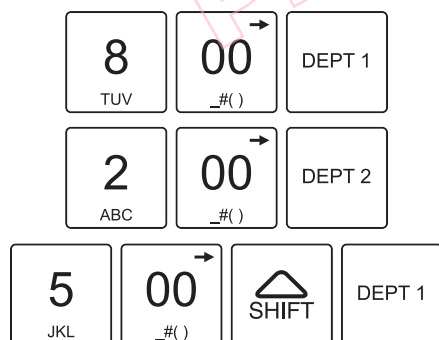 8 00 DEPT 1
TUV _#( )
2 00 DEPT 2
ABC _#( )
5 00 SHIFT DEPT 1
JKL _#( )